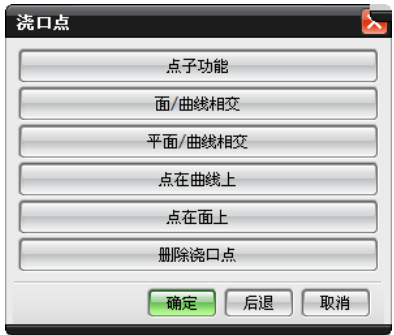 浇口点
点子功能
面/曲线相交
平面/曲线相交
点在曲线上
点在面上
删除浇口点
确定 后退 取消